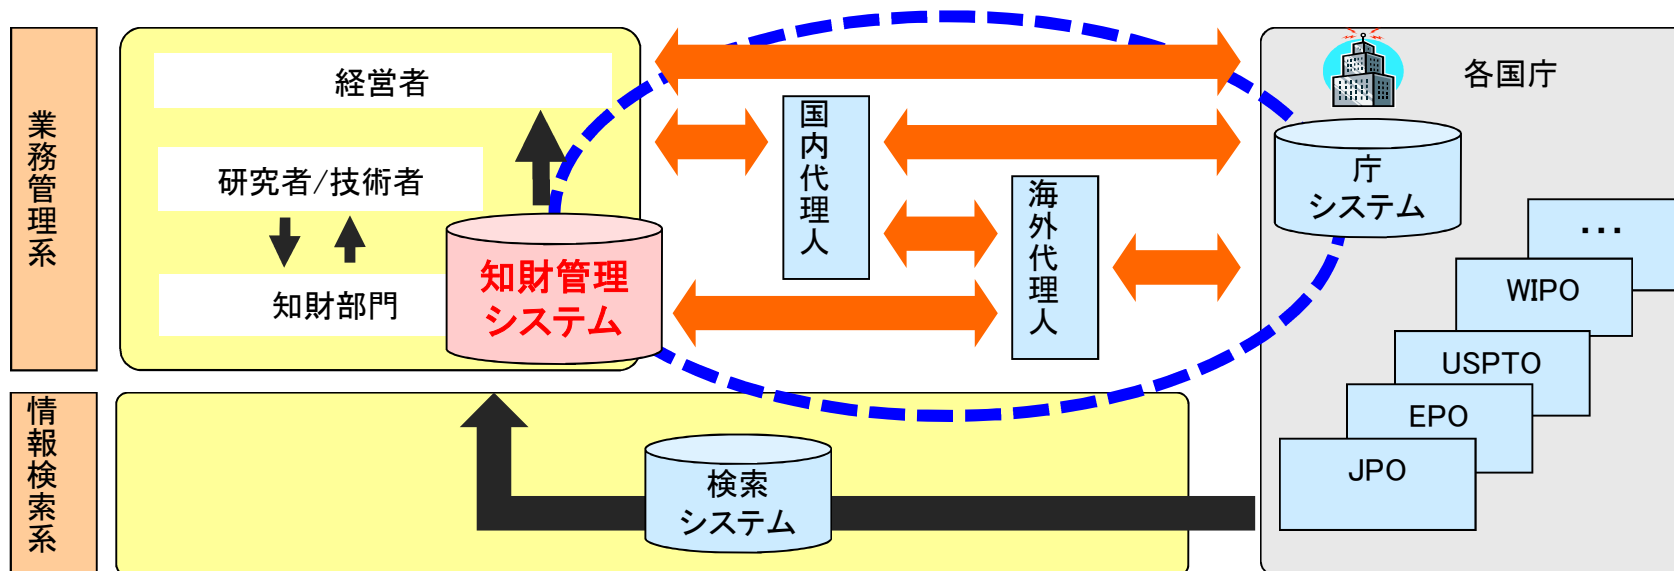 業務管理系
経営者
研究者/技術者
知財部門
知財管理
システム
国内代理人
海外代理人
各国庁
庁
システム
･･･
WIPO
USPTO
EPO
JPO
情報検索系
検索
システム